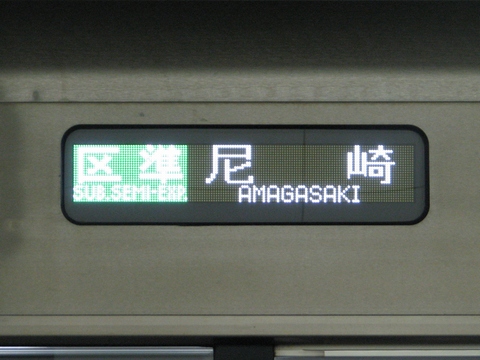 区準 尼崎
SUB.SEMI-EXP. AMAGASAKI